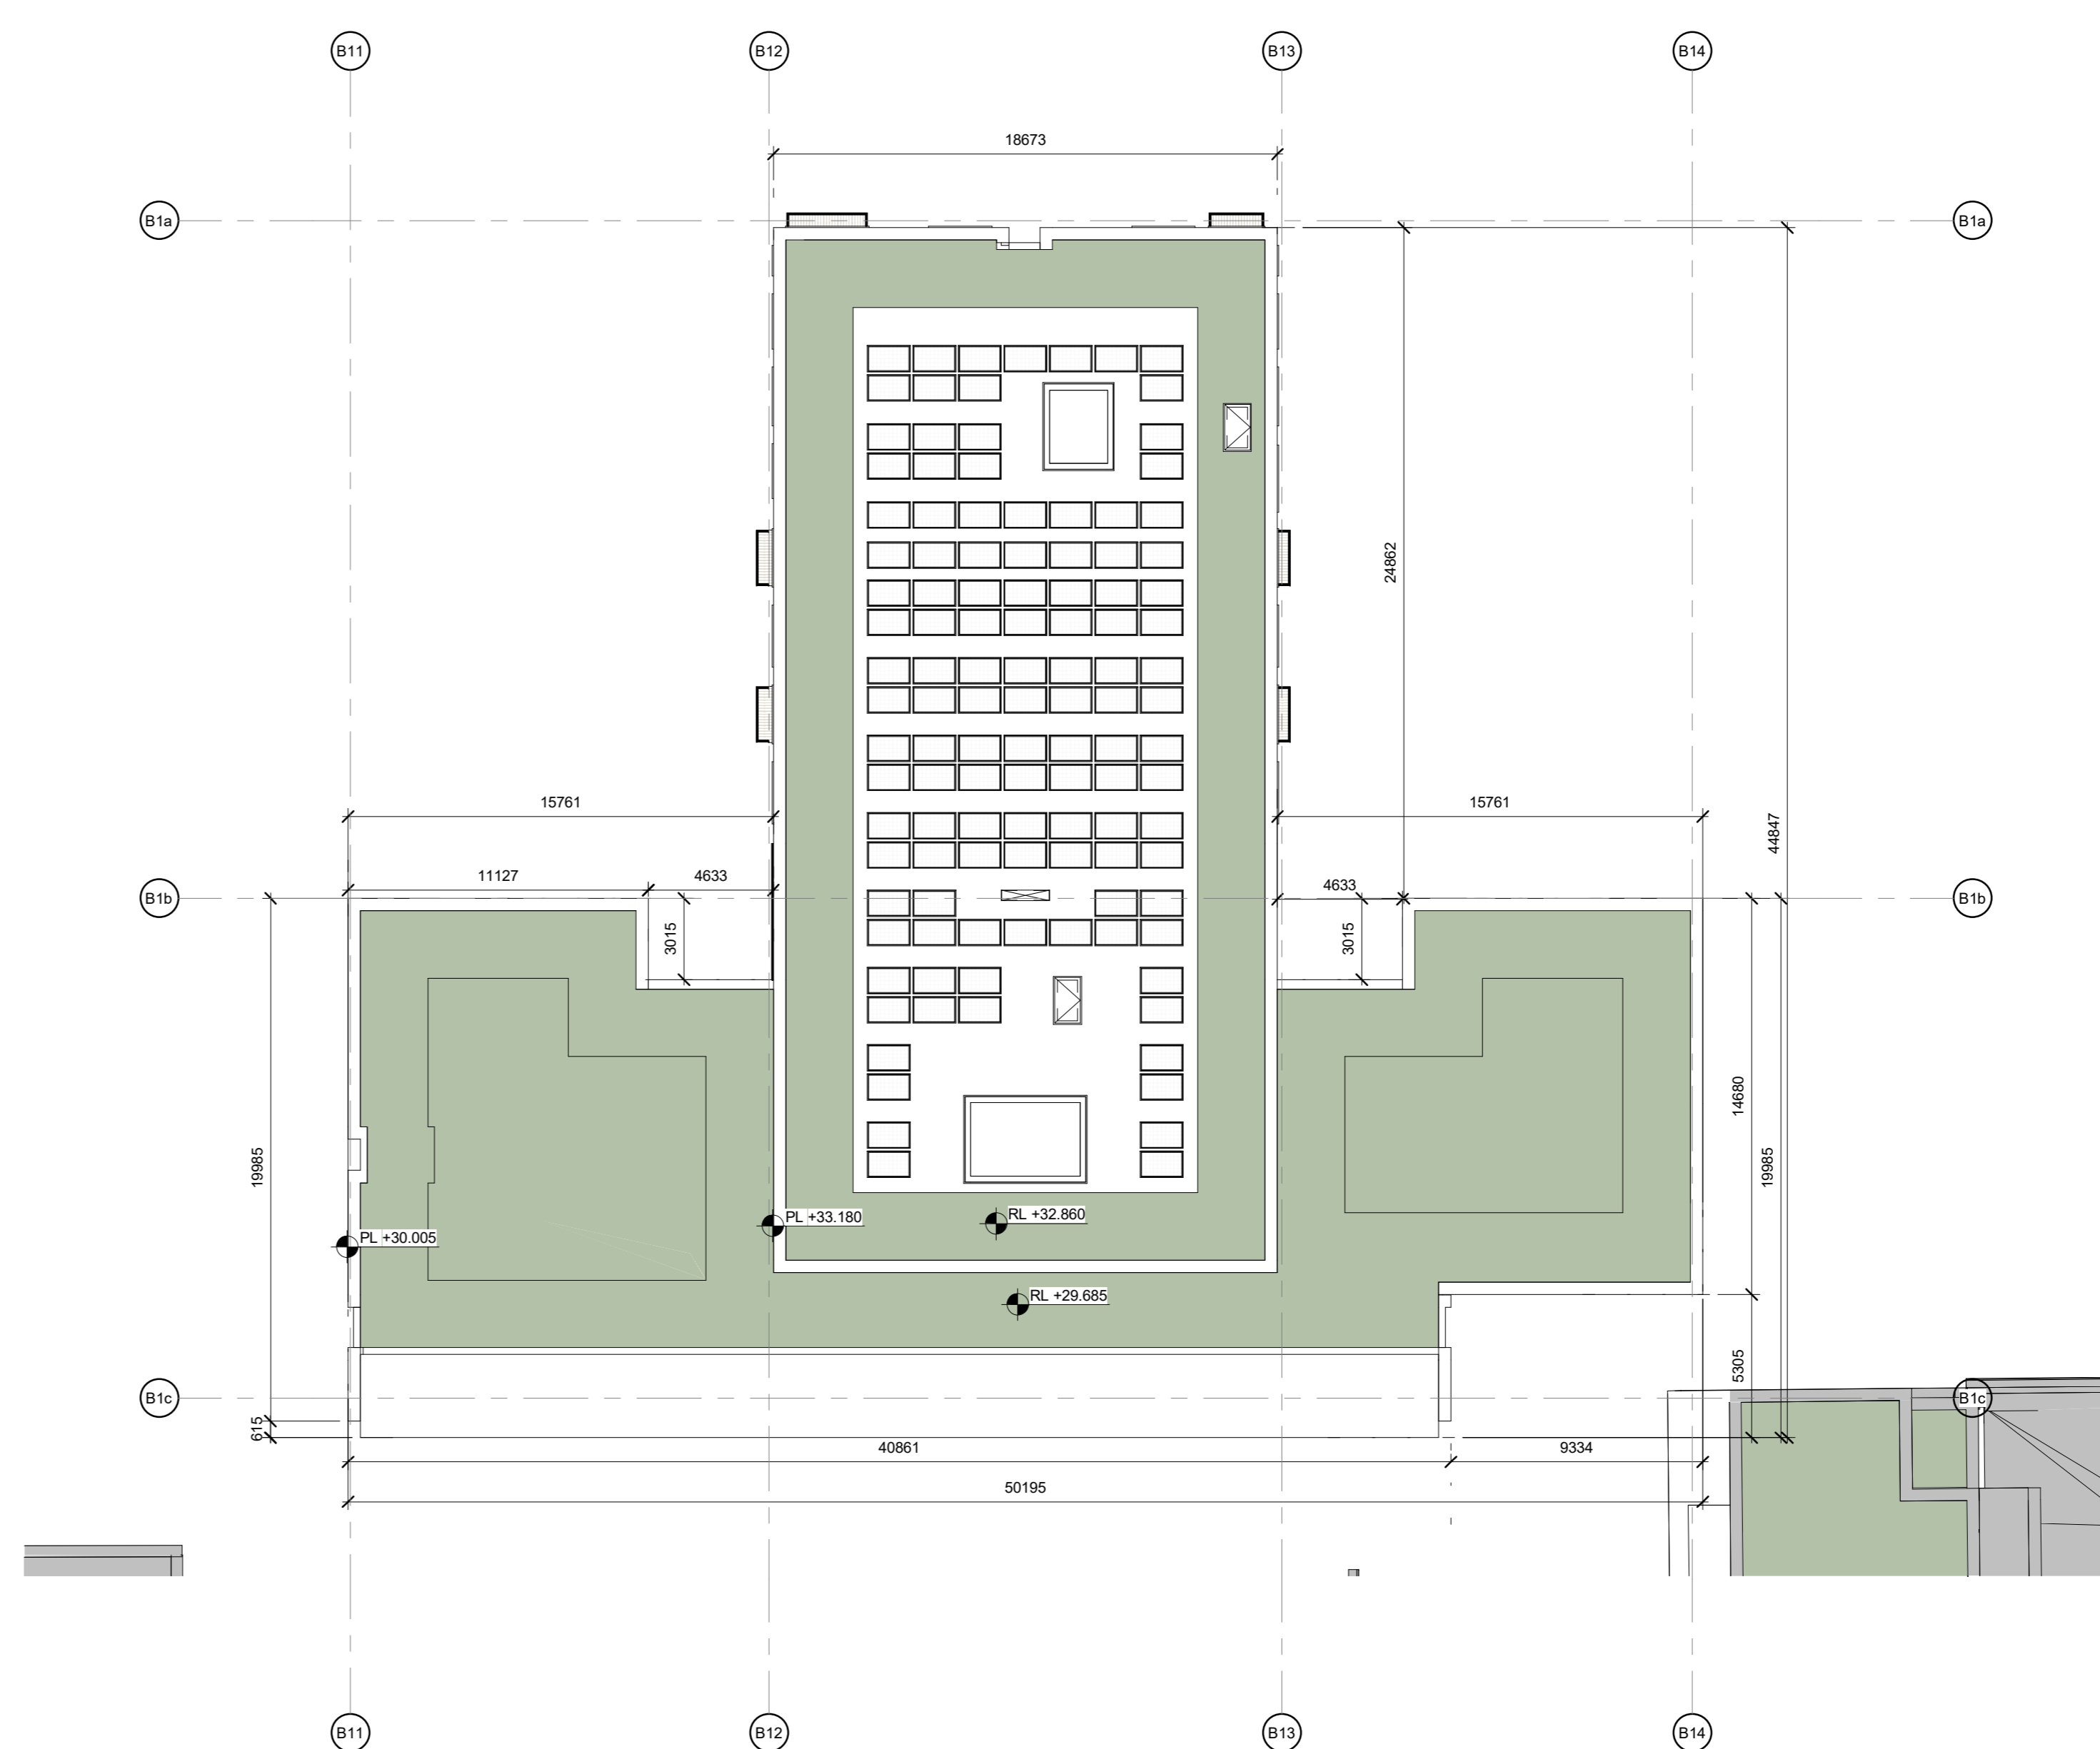 B11
B12
B13
B14
18673
B1a
B1a
24862
15761
15761
44847
11127
4633
4633
B1b
B1b
3015
3015
14680
19985
19985
PL +33.180
RL +32.860
PL +30.005
RL +29.685
5305
B1c
B1c
615
40861
9334
50195
B11
B12
B13
B14